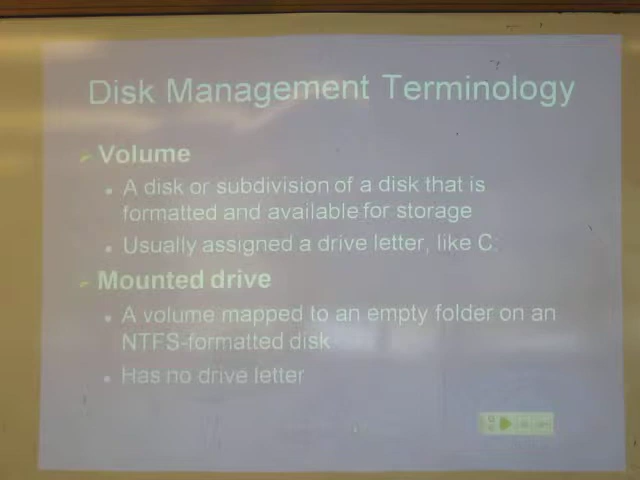 Disk Management Terminology
Volume
A disk or subdivision of a disk that is
formatted and available for storage
Usually assigned a drive letter, like C:
Mounted drive
A volume mapped to an empty folder on an
NTFS-formatted disk
Has no drive letter